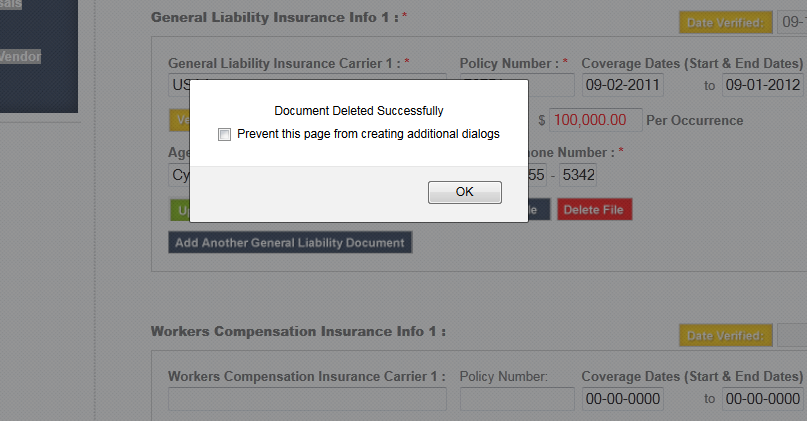 sals
Vendor
General Liability Insurance Info 1 : *
Date Verified:
09-
General Liability Insurance Carrier 1 : *
Policy Number : *
Coverage Dates (Start & End Dates)
09-02-2011 to 09-01-2012
Document Deleted Successfully
Prevent this page from creating additional dialogs
OK
$ 100,000.00 Per Occurrence
one Number : *
Age
Cy
55 - 5342
Delete File
Add Another General Liability Document
Workers Compensation Insurance Info 1 :
Date Verified:
Workers Compensation Insurance Carrier 1 :
Policy Number:
Coverage Dates (Start & End Dates)
00-00-0000 to 00-00-0000